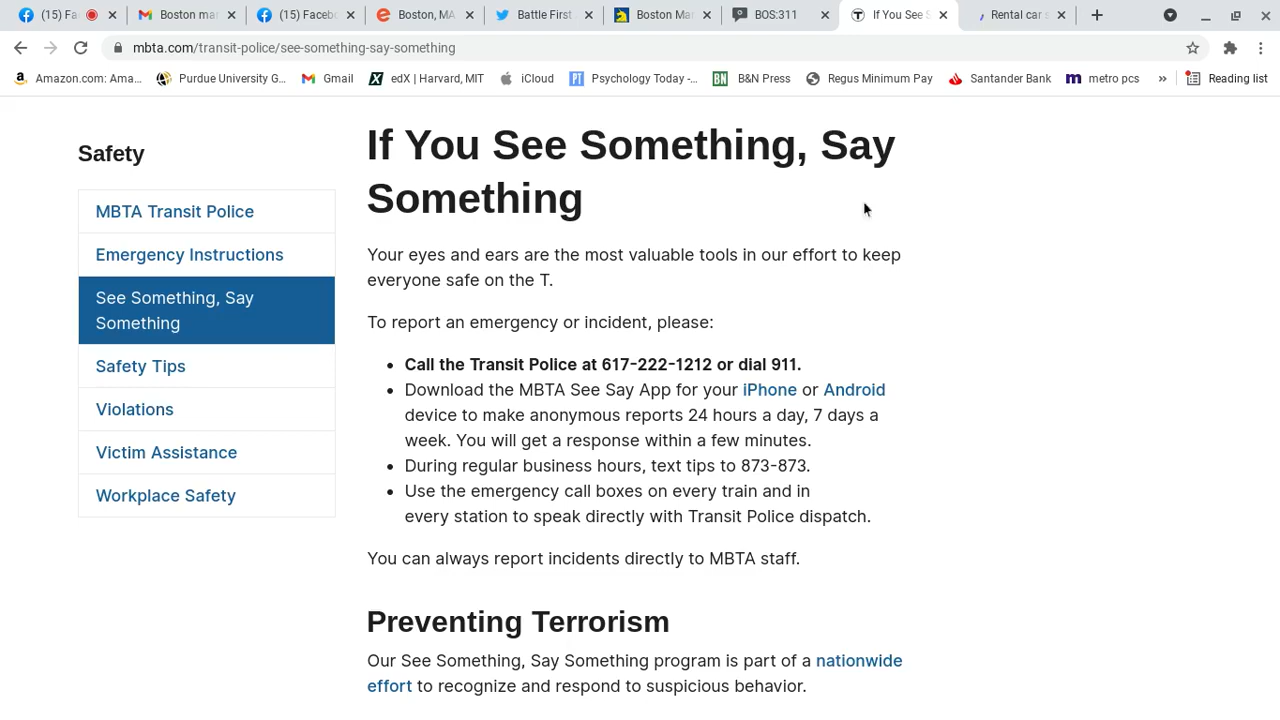 (15) Fa
Boston mar
(15) Faceb
Boston, MA
Battle First
Boston Mar
BOS:311
If You See S
Rental car s
mbta.com/transit-police/see-something-say-something
Amazon.com: Ama...
Purdue University G...
Gmail
edX | Harvard, MIT
iCloud
Psychology Today -...
B&N Press
Regus Minimum Pay
Santander Bank
metro pcs
»
Reading list
Safety
MBTA Transit Police
Emergency Instructions
See Something, Say
Something
Safety Tips
Violations
Victim Assistance
Workplace Safety
If You See Something, Say
Something
Your eyes and ears are the most valuable tools in our effort to keep
everyone safe on the T.
To report an emergency or incident, please:
• Call the Transit Police at 617-222-1212 or dial 911.
• Download the MBTA See Say App for your iPhone or Android
device to make anonymous reports 24 hours a day, 7 days a
week. You will get a response within a few minutes.
• During regular business hours, text tips to 873-873.
• Use the emergency call boxes on every train and in
every station to speak directly with Transit Police dispatch.
You can always report incidents directly to MBTA staff.
Preventing Terrorism
Our See Something, Say Something program is part of a nationwide
effort to recognize and respond to suspicious behavior.